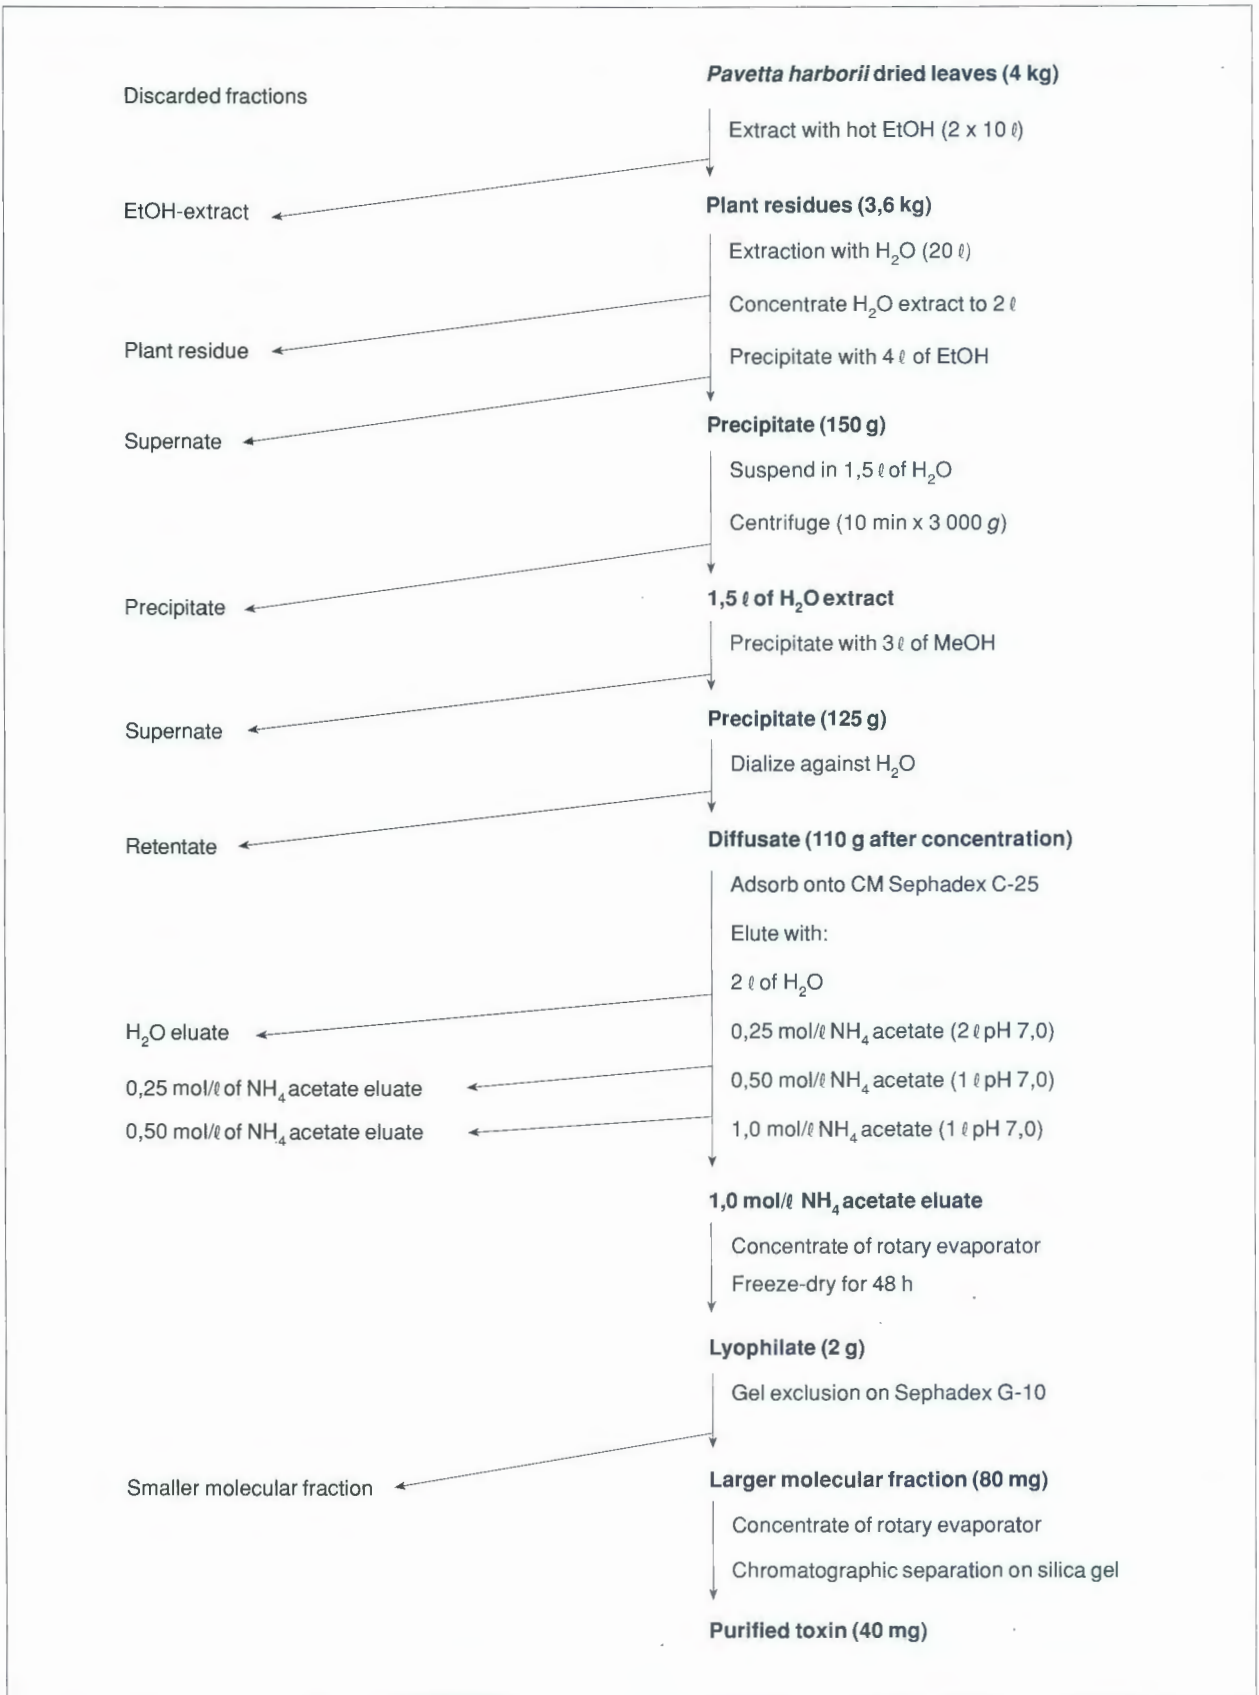 Pavetta harborii dried leaves (4 kg)
Discarded fractions
Extract with hot EtOH (2 x 10 ℓ)
EtOH-extract
Plant residues (3,6 kg)
Extraction with H₂O (20 ℓ)
Concentrate H₂O extract to 2 ℓ
Plant residue
Precipitate with 4 ℓ of EtOH
Precipitate (150 g)
Supernate
Suspend in 1,5 ℓ of H₂O
Centrifuge (10 min x 3 000 g)
1,5 ℓ of H₂O extract
Precipitate
Precipitate with 3 ℓ of MeOH
Precipitate (125 g)
Supernate
Dialize against H₂O
Diffusate (110 g after concentration)
Retentate
Adsorb onto CM Sephadex C-25
Elute with:
2 ℓ of H₂O
H₂O eluate
0,25 mol/ℓ NH₄ acetate (2 ℓ pH 7,0)
0,25 mol/ℓ of NH₄ acetate eluate
0,50 mol/ℓ NH₄ acetate (1 ℓ pH 7,0)
0,50 mol/ℓ of NH₄ acetate eluate
1,0 mol/ℓ NH₄ acetate (1 ℓ pH 7,0)
1,0 mol/ℓ NH₄ acetate eluate
Concentrate of rotary evaporator
Freeze-dry for 48 h
Lyophilate (2 g)
Gel exclusion on Sephadex G-10
Larger molecular fraction (80 mg)
Smaller molecular fraction
Concentrate of rotary evaporator
Chromatographic separation on silica gel
Purified toxin (40 mg)